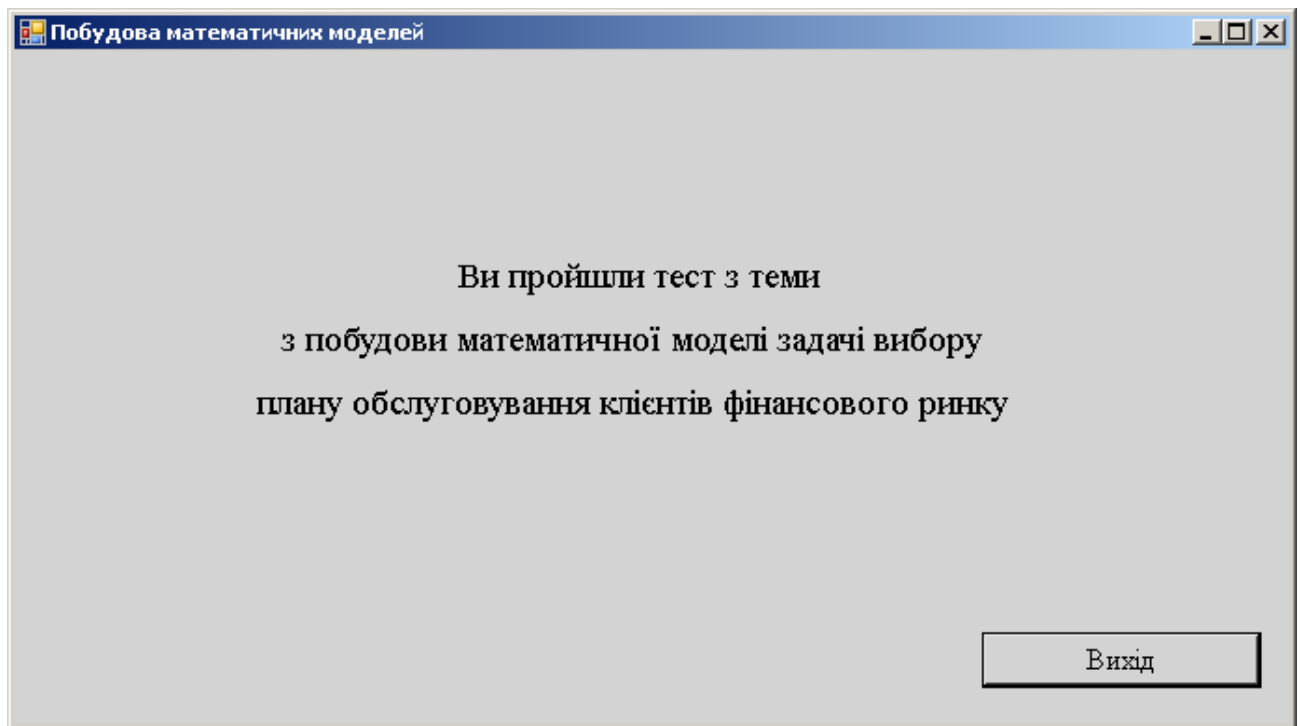 Побудова математичних моделей
Ви пройшли тест з теми
з побудови математичної моделі задачі вибору
плану обслуговування клієнтів фінансового ринку
Вихід